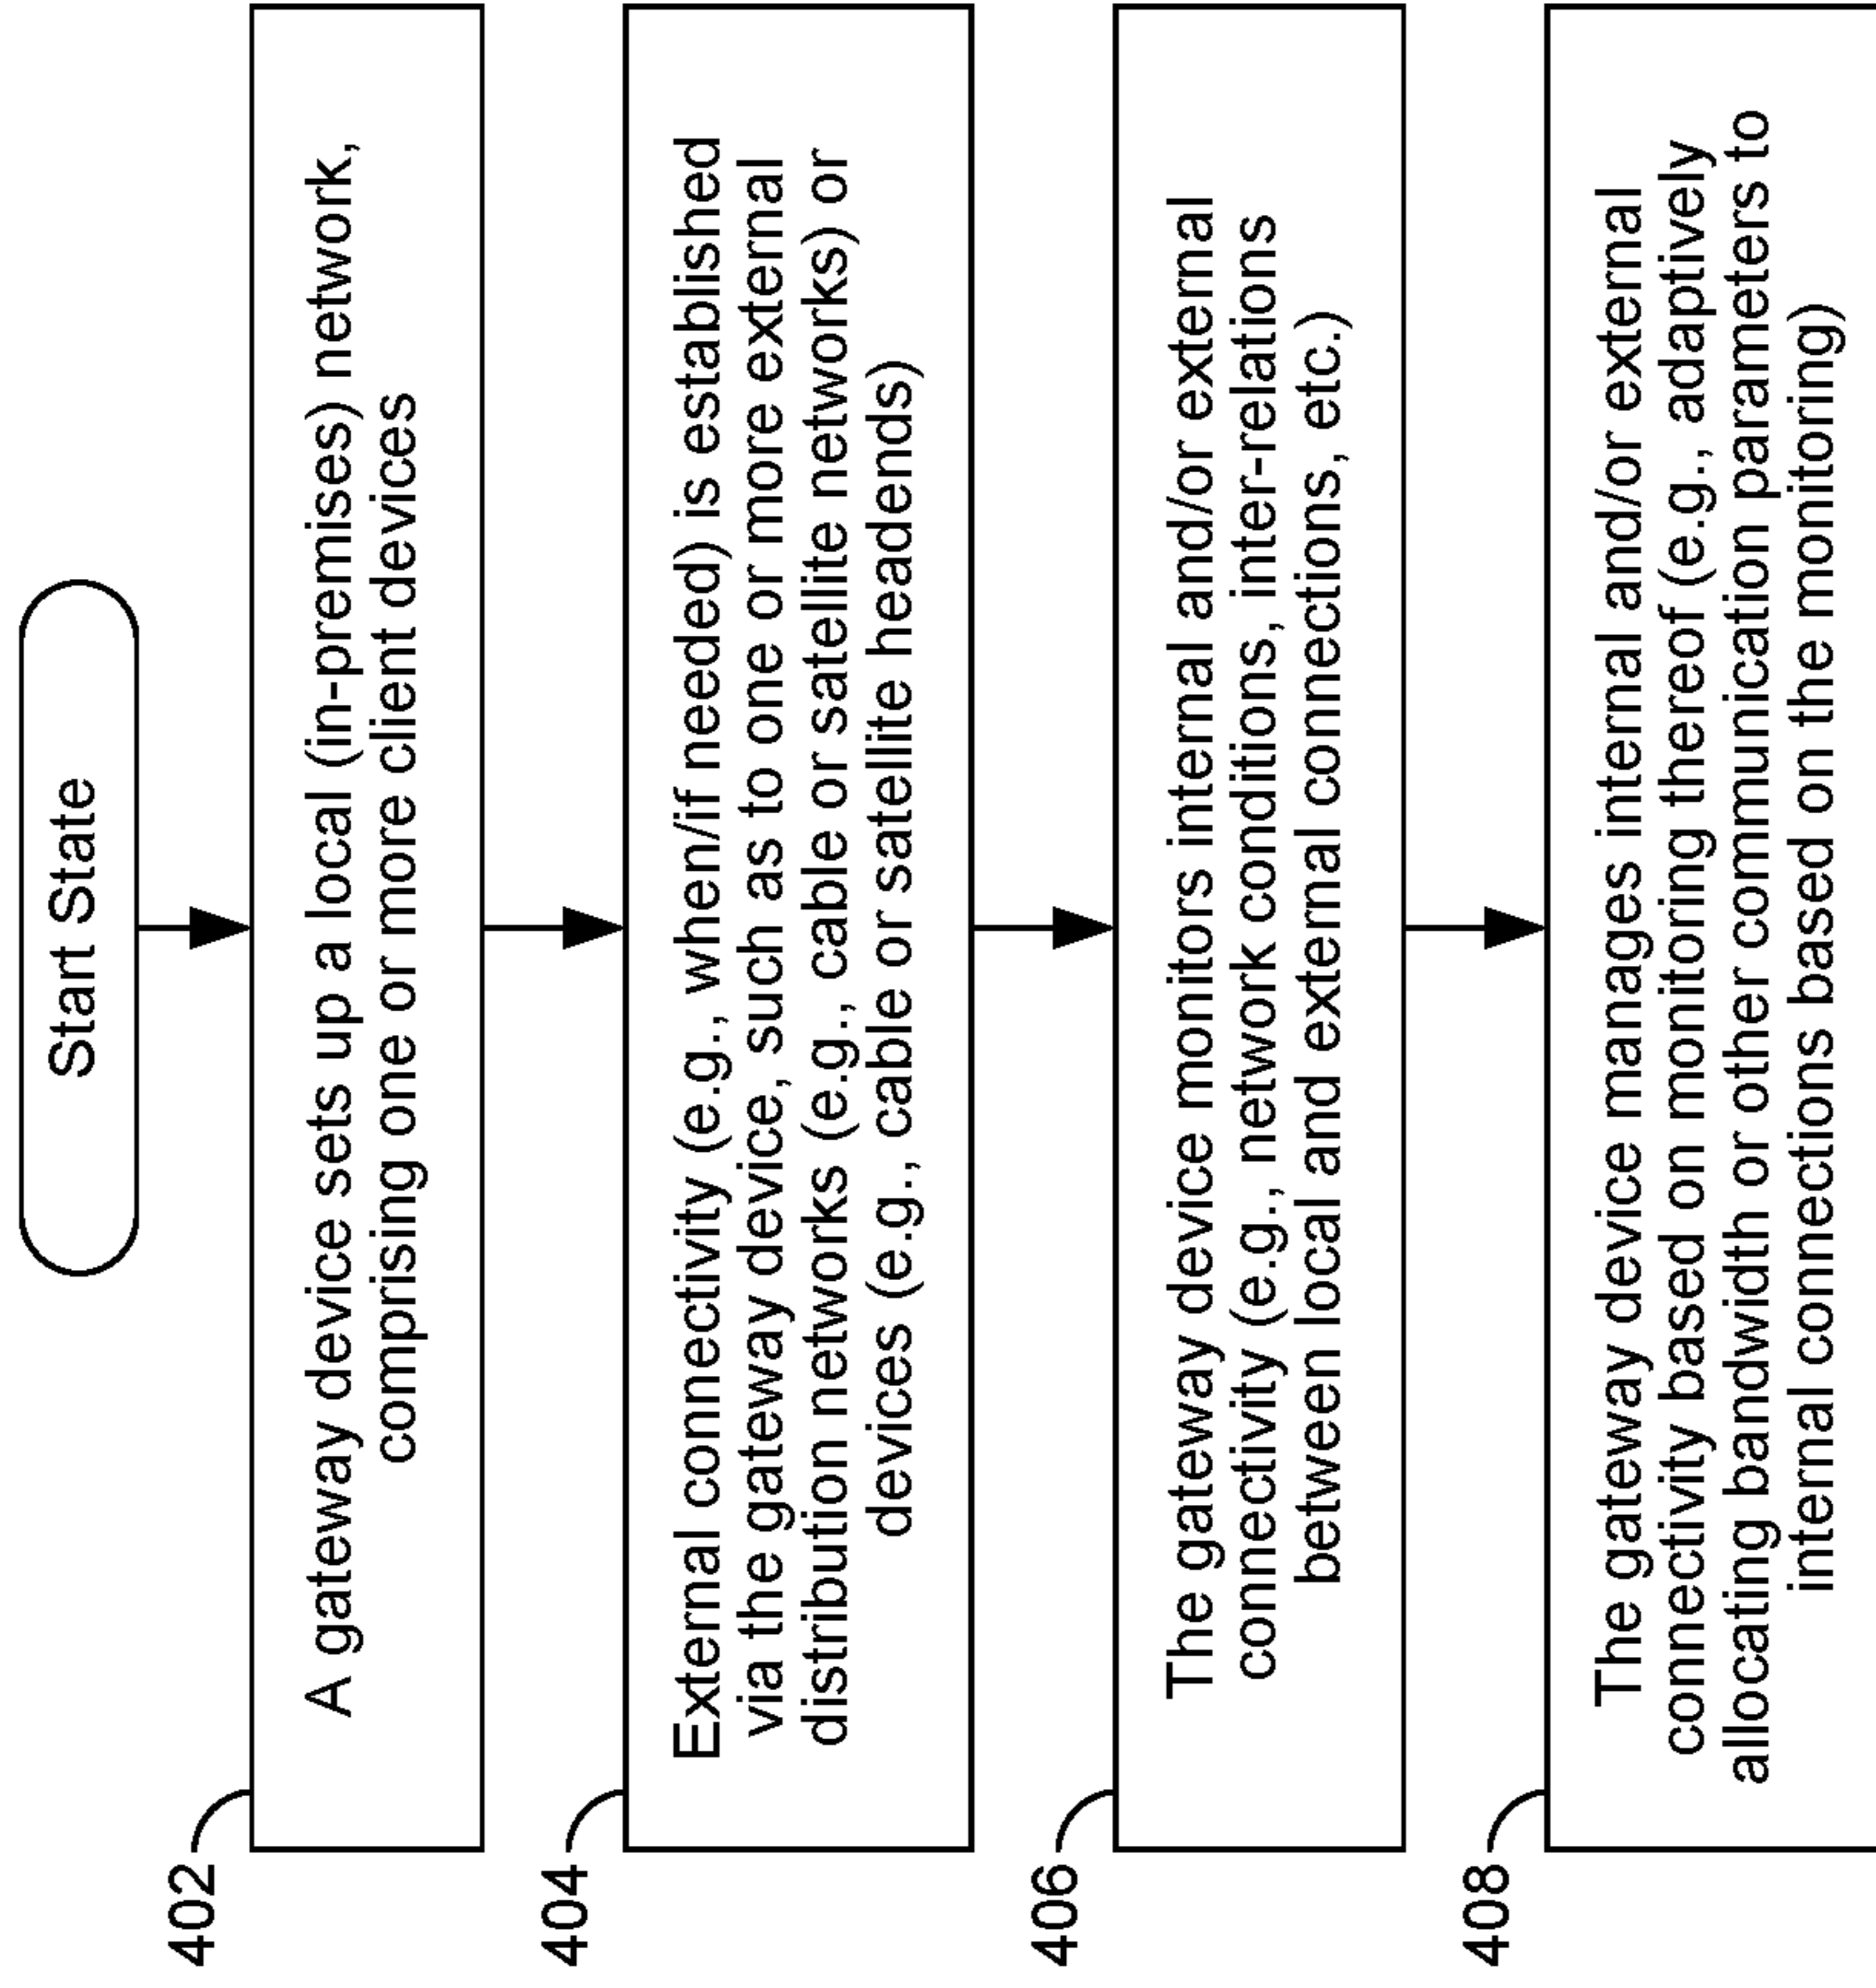 Start State
402
A gateway device sets up a local (in-premises) network,
comprising one or more client devices
404
External connectivity (e.g., when/if needed) is established
via the gateway device, such as to one or more external
distribution networks (e.g., cable or satellite networks) or
devices (e.g., cable or satellite headends)
406
The gateway device monitors internal and/or external
connectivity (e.g., network conditions, inter-relations
between local and external connections, etc.)
408
The gateway device manages internal and/or external
connectivity based on monitoring thereof (e.g., adaptively
allocating bandwidth or other communication parameters to
internal connections based on the monitoring)